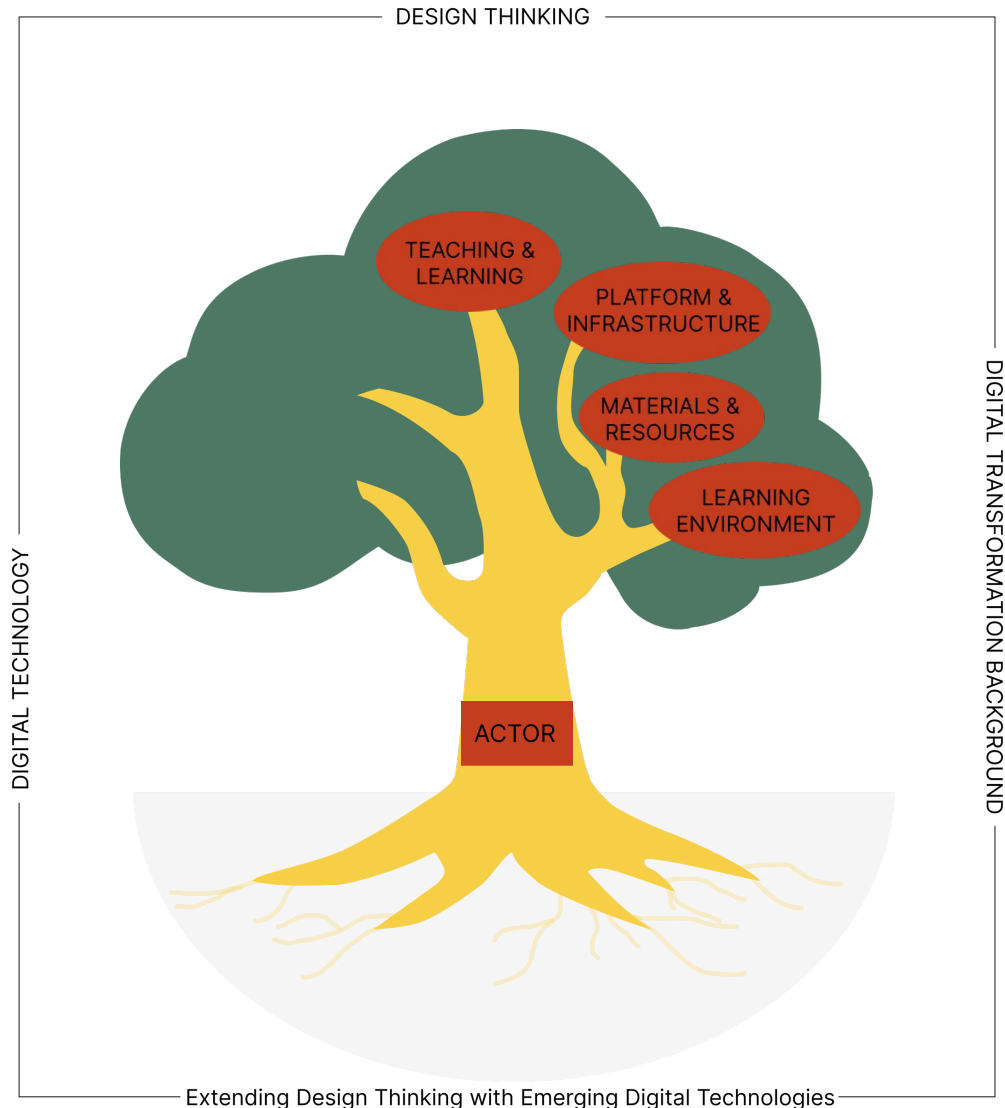 DESIGN THINKING
TEACHING &
LEARNING
PLATFORM &
INFRASTRUCTURE
MATERIALS &
RESOURCES
LEARNING
ENVIRONMENT
DIGITAL TRANSFORMATION BACKGROUND
DIGITAL TECHNOLOGY
ACTOR
Extending Design Thinking with Emerging Digital Technologies